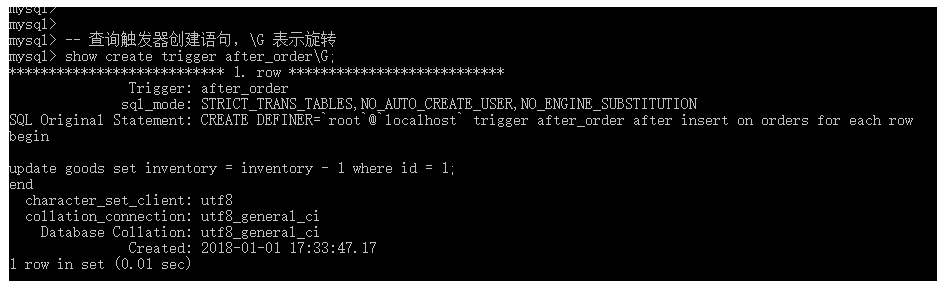 mysql>
mysql>
mysql> -- 查询触发器创建语句，\G 表示旋转
mysql> show create trigger after_order\G;
*************************** 1. row ***************************
Trigger: after_order
sql_mode: STRICT_TRANS_TABLES,NO_AUTO_CREATE_USER,NO_ENGINE_SUBSTITUTION
SQL Original Statement: CREATE DEFINER=`root`@`localhost` trigger after_order after insert on orders for each row
begin
update goods set inventory = inventory - 1 where id = 1;
end
character_set_client: utf8
collation_connection: utf8_general_ci
Database Collation: utf8_general_ci
Created: 2018-01-01 17:33:47.17
1 row in set (0.01 sec)